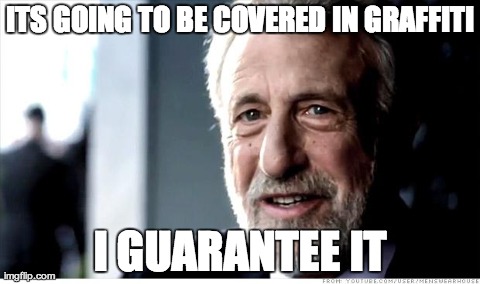 ITS GOING TO BE COVERED IN GRAFFITI
I GUARANTEE IT
imgflip.com
FROM: YOUTUBE.COM/USER/MENSWEARHOUSE